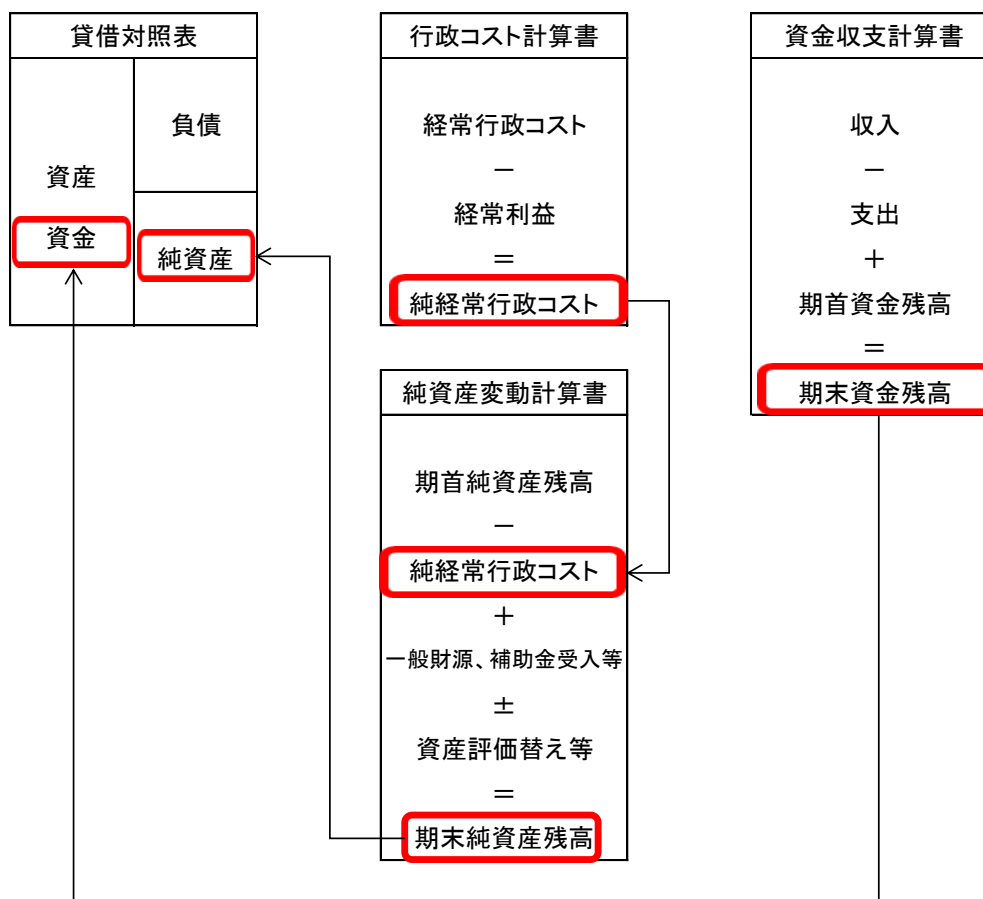 貸借対照表
資産
資金
負債
純資産
行政コスト計算書
経常行政コスト
－
経常利益
＝
純経常行政コスト
純資産変動計算書
期首純資産残高
－
純経常行政コスト
＋
一般財源、補助金受入等
±
資産評価替え等
＝
期末純資産残高
資金収支計算書
収入
－
支出
＋
期首資金残高
＝
期末資金残高